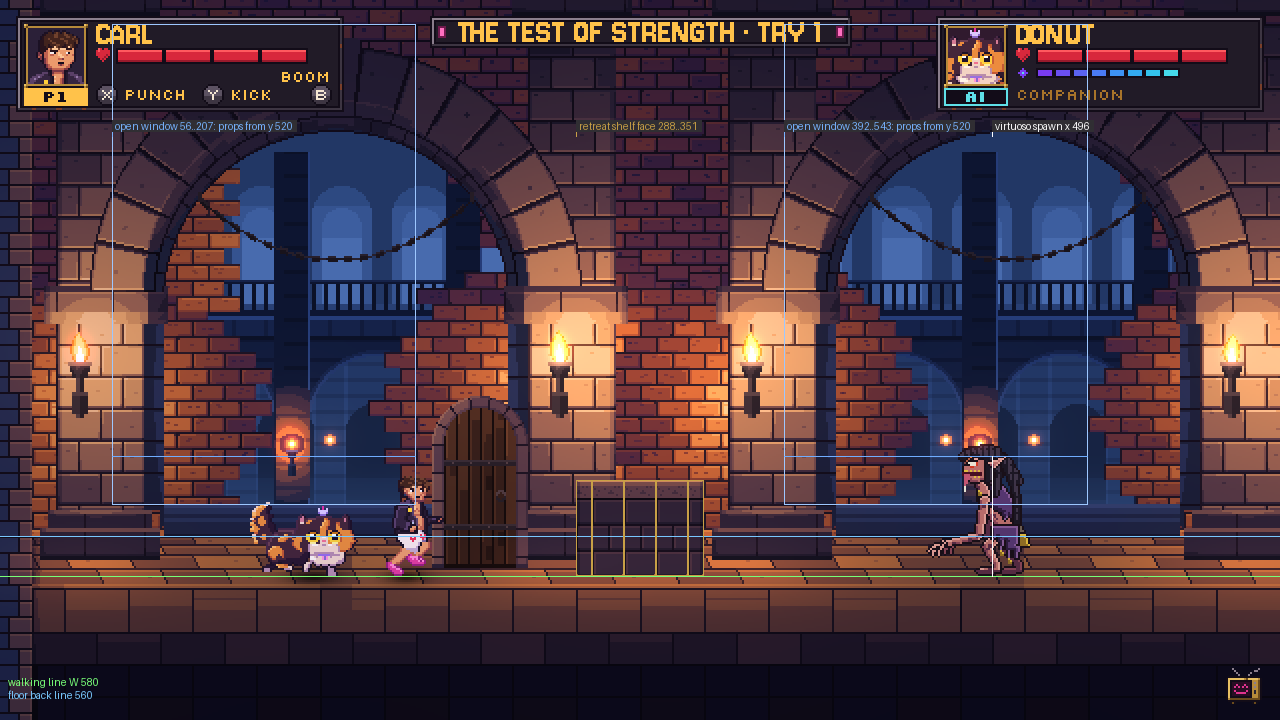 CARL
THE TEST OF STRENGTH · TRY 1
DONUT
BOOM
P1
X PUNCH Y KICK B
AI
COMPANION
open window 56..207: props from y 520
retreat shelf face 288..351
open window 392..543: props from y 520
virtuoso spawn x 496
walking line W 580
floor back line 560